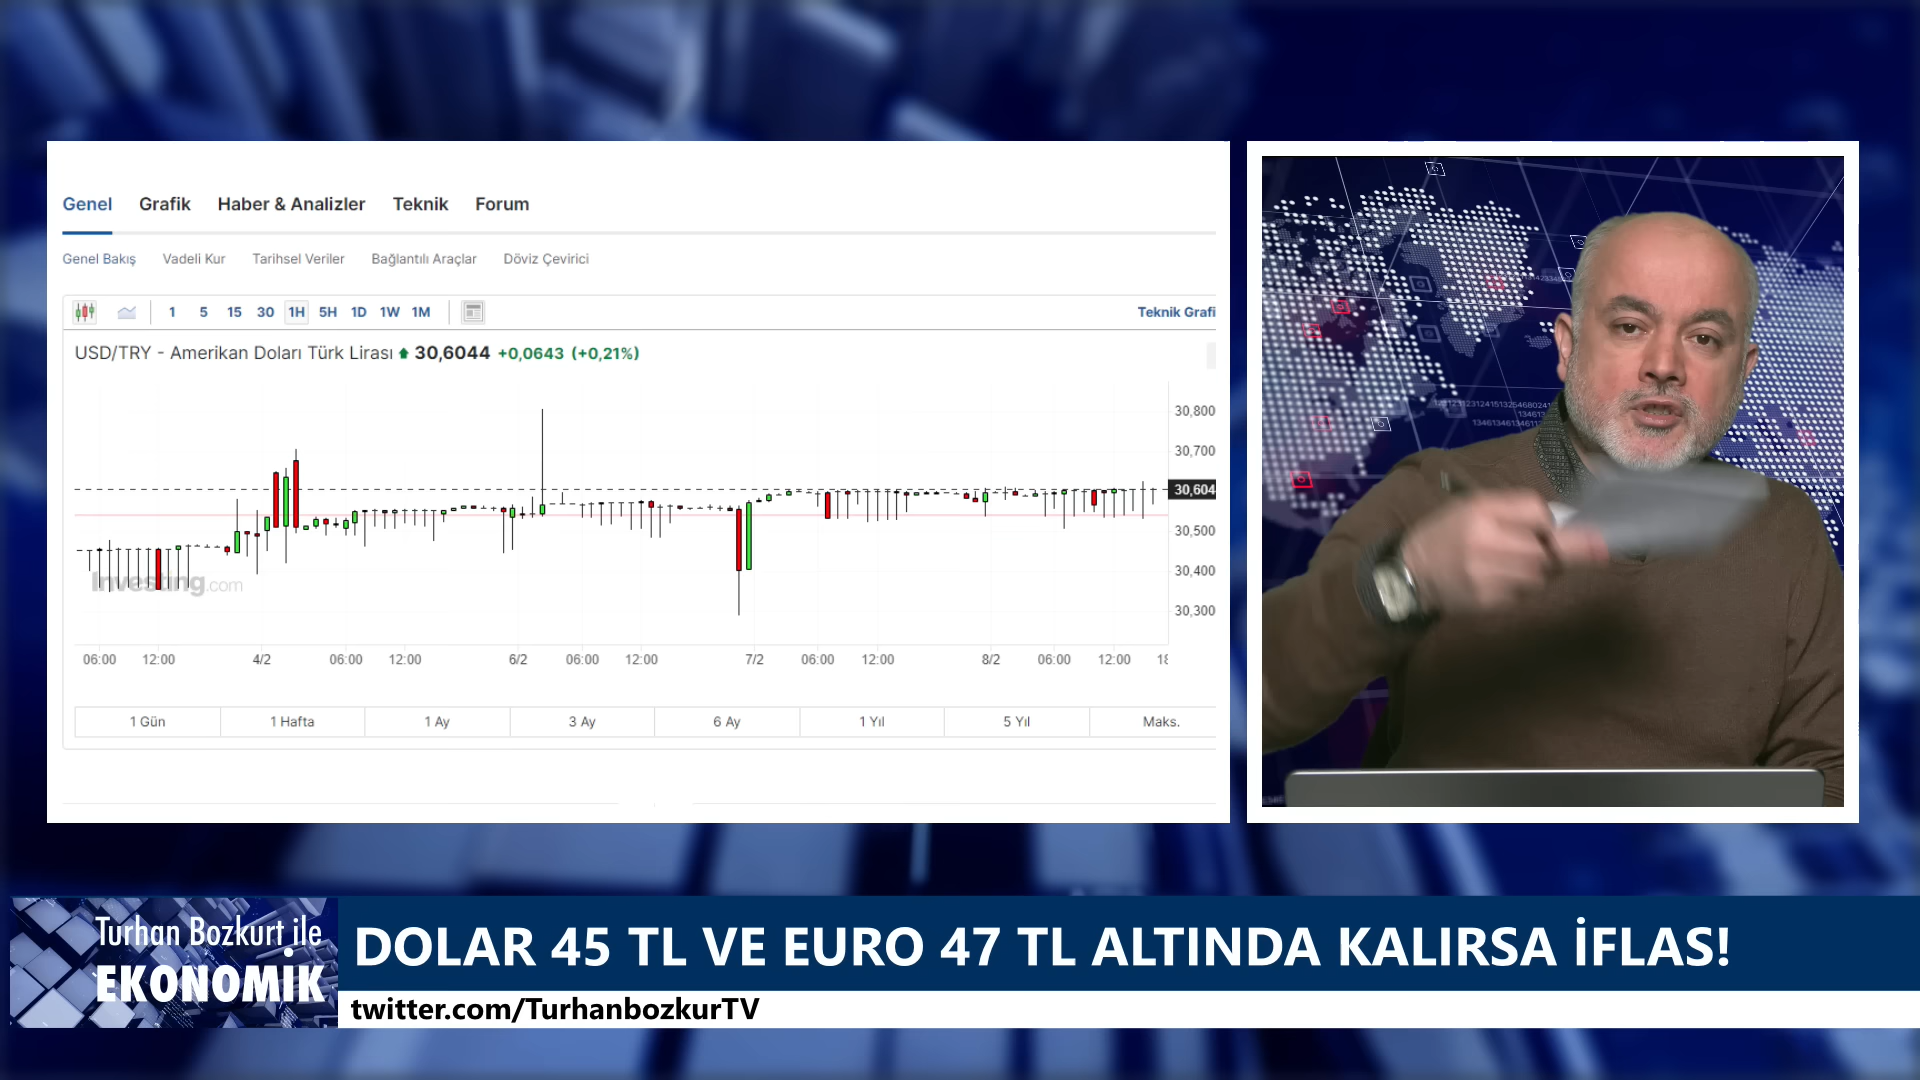 Genel Grafik Haber & Analizler Teknik Forum
Genel Bakış Vadeli Kur Tarihsel Veriler Bağlantılı Araçlar Döviz Çevirici
1 5 15 30 1H 5H 1D 1W 1M Teknik Grafi
USD/TRY - Amerikan Doları Türk Lirası 30,6044 +0,0643 (+0,21%)
30,800
30,700
30,604
30,500
30,400
30,300
Investing.com
06:00 12:00 4/2 06:00 12:00 6/2 06:00 12:00 7/2 06:00 12:00 8/2 06:00 12:00 18
1 Gün 1 Hafta 1 Ay 3 Ay 6 Ay 1 Yıl 5 Yıl Maks.
Turhan Bozkurt ile
EKONOMİK
DOLAR 45 TL VE EURO 47 TL ALTINDA KALIRSA İFLAS!
twitter.com/TurhanbozkurTV